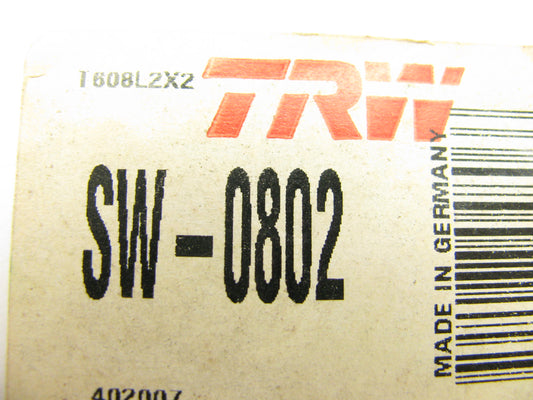 T608L2X2
TRW
SW-0802
MADE IN GERMANY
402007